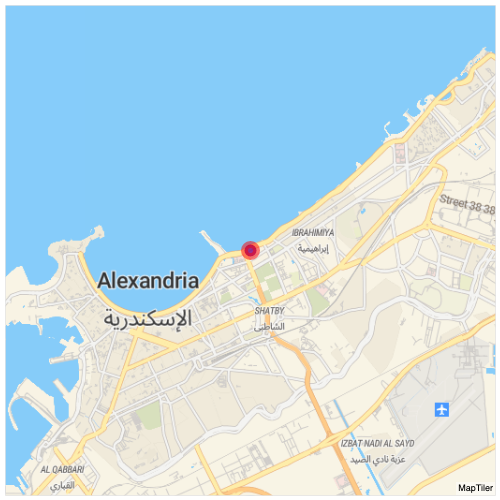 Street 38 38
IBRAHIMIYA
إبراهيمية
Alexandria
الإسكندرية
SHATBY
الشاطبى
IZBAT NADI AL SAYD
عزبة نادي الصيد
AL QABBARI
القباري
MapTiler